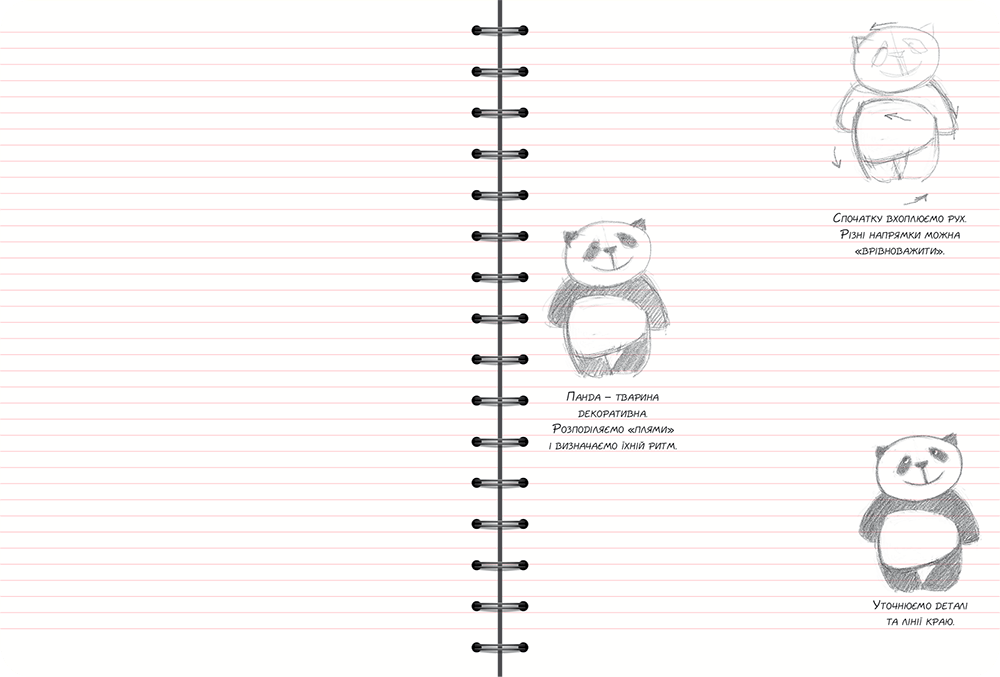 Спочатку вхоплюємо рух.
Різні напрямки можна
«врівноважити».
Панда – тварина
декоративна.
Розподіляємо «плями»
і визначаємо їхній ритм.
Уточнюємо деталі
та лінії краю.